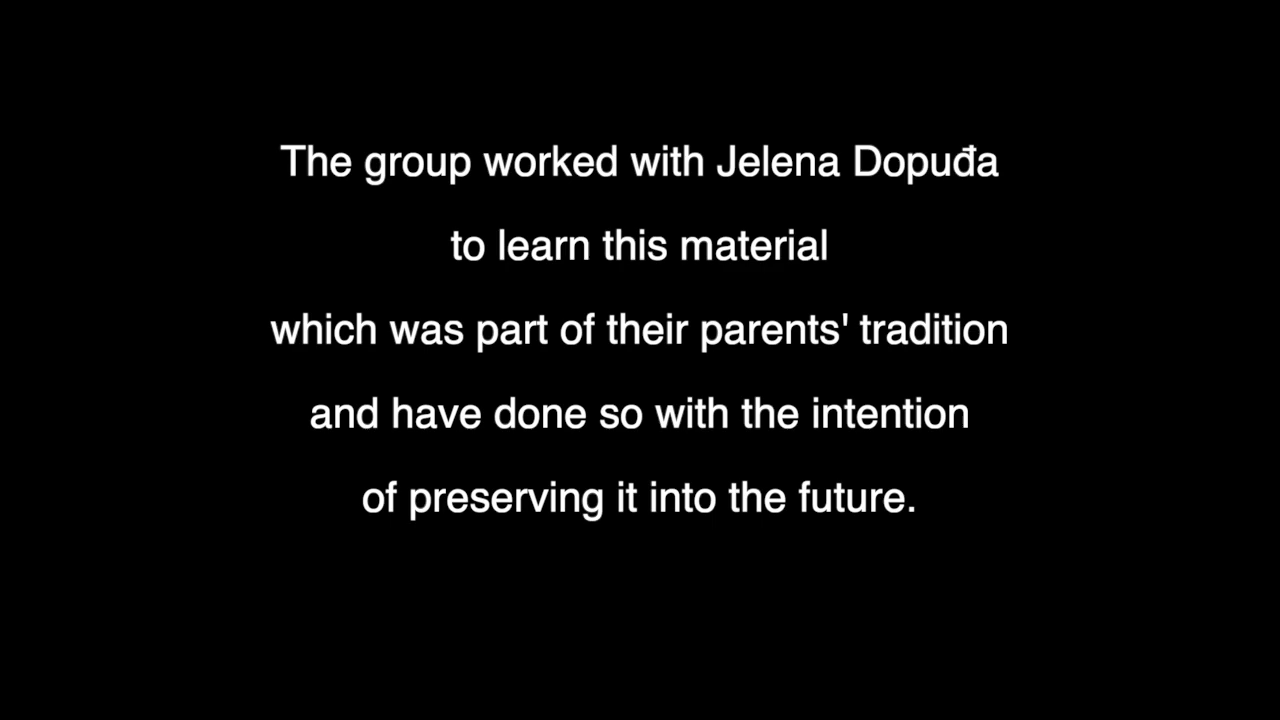 The group worked with Jelena Dopuđa
to learn this material
which was part of their parents' tradition
and have done so with the intention
of preserving it into the future.